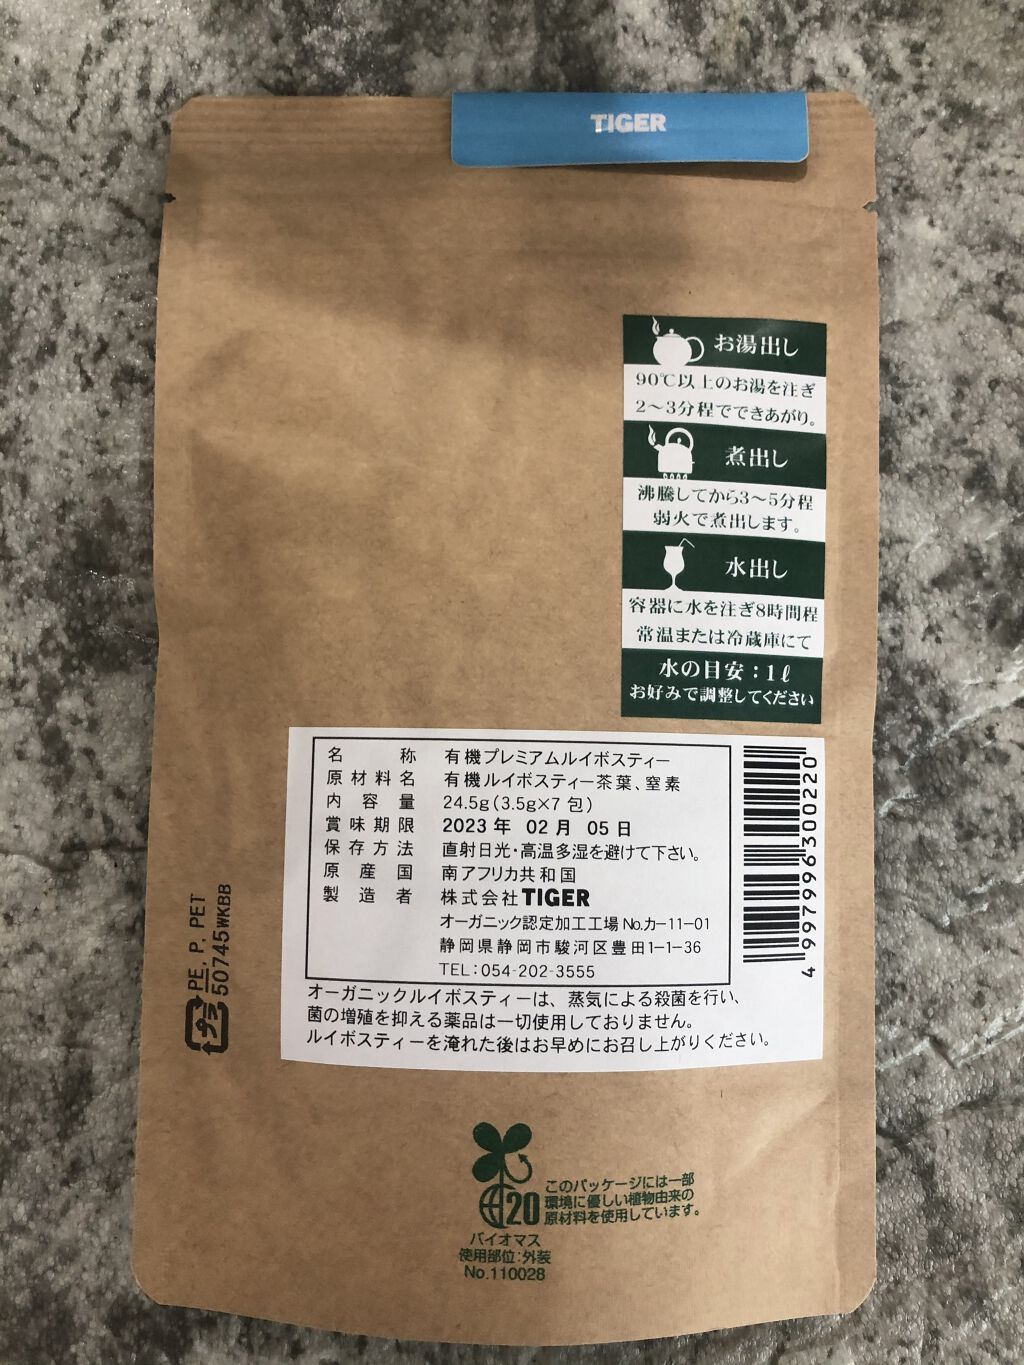 TIGER
お湯出し
90℃以上のお湯を注ぎ
2～3分程でできあがり。
煮出し
沸騰してから3～5分程
弱火で煮出します。
水出し
容器に水を注ぎ8時間程
常温または冷蔵庫にて
水の目安：1ℓ
お好みで調整してください
名称 有機プレミアムルイボスティー
原材料名 有機ルイボスティー茶葉、窒素
内容量 24.5g(3.5g×7包)
賞味期限 2023年 02月 05日
保存方法 直射日光・高温多湿を避けて下さい。
原産国 南アフリカ共和国
製造者 株式会社TIGER
オーガニック認定加工工場 No.カー11-01
静岡県静岡市駿河区豊田1-1-36
TEL：054-202-3555
4997996300220
オーガニックルイボスティーは、蒸気による殺菌を行い、
菌の増殖を抑える薬品は一切使用しておりません。
ルイボスティーを淹れた後はお早めにお召し上がりください。
プラ
PE, P, PET
50745WKBB
20
このパッケージには一部
環境に優しい植物由来の
原材料を使用しています。
バイオマス
使用部位：外装
No.110028